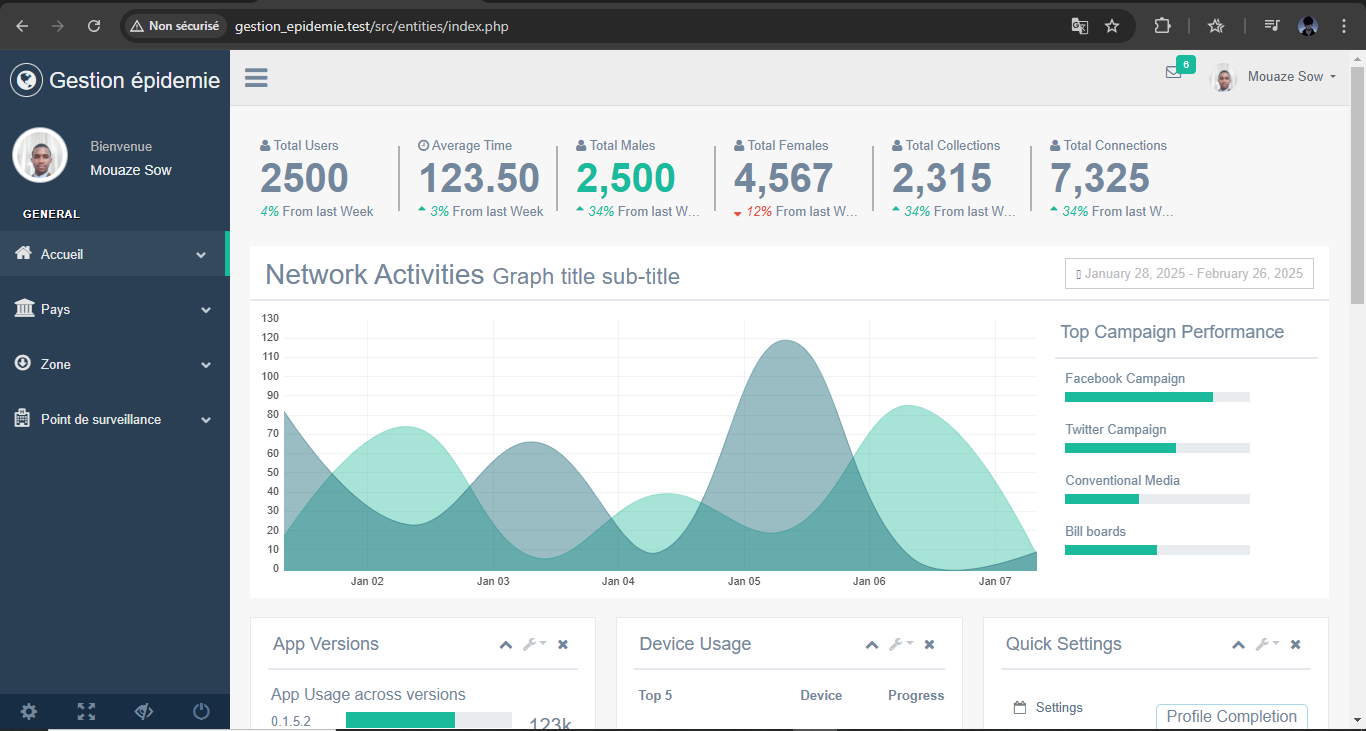 Non sécurisé gestion_epidemie.test/src/entities/index.php
Gestion épidemie
Bienvenue
Mouaze Sow
GENERAL
Accueil
Pays
Zone
Point de surveillance
6
Mouaze Sow
Total Users
2500
4% From last Week
Average Time
123.50
3% From last Week
Total Males
2,500
34% From last W...
Total Females
4,567
12% From last W...
Total Collections
2,315
34% From last W...
Total Connections
7,325
34% From last W...
Network Activities Graph title sub-title
January 28, 2025 - February 26, 2025
130
120
110
100
90
80
70
60
50
40
30
20
10
0
Jan 02 Jan 03 Jan 04 Jan 05 Jan 06 Jan 07
Top Campaign Performance
Facebook Campaign
Twitter Campaign
Conventional Media
Bill boards
App Versions
App Usage across versions
0.1.5.2 123k
Device Usage
Top 5 Device Progress
Quick Settings
Settings
Profile Completion